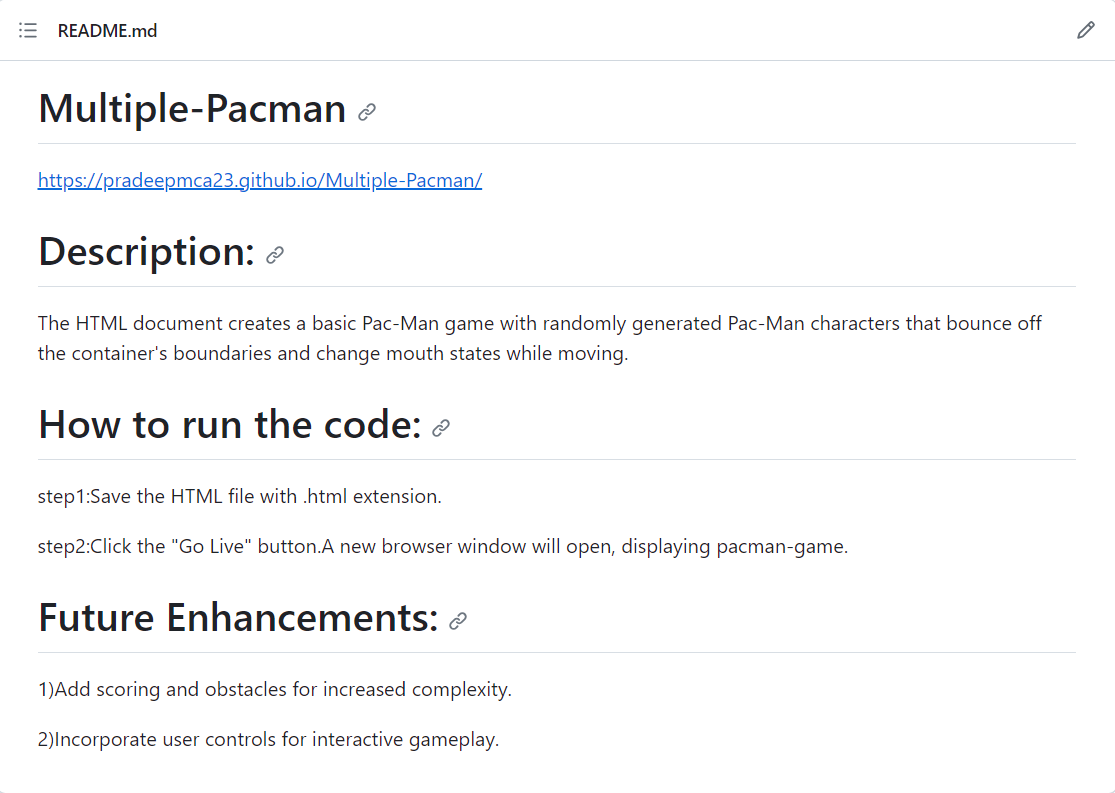 README.md
Multiple-Pacman
https://pradeepmca23.github.io/Multiple-Pacman/
Description:
The HTML document creates a basic Pac-Man game with randomly generated Pac-Man characters that bounce off
the container's boundaries and change mouth states while moving.
How to run the code:
step1:Save the HTML file with .html extension.
step2:Click the "Go Live" button.A new browser window will open, displaying pacman-game.
Future Enhancements:
1)Add scoring and obstacles for increased complexity.
2)Incorporate user controls for interactive gameplay.